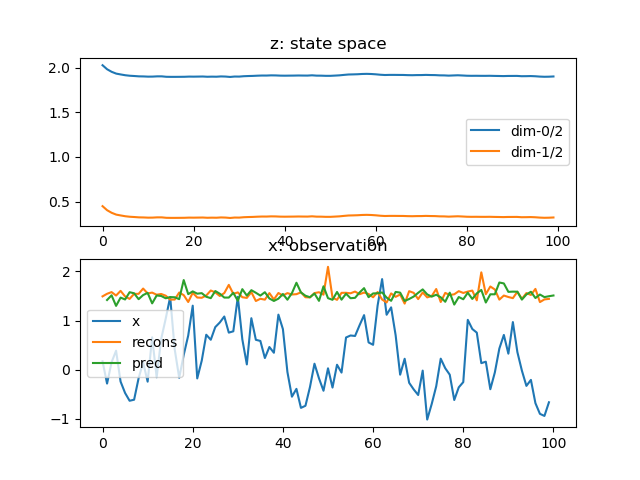 z: state space
2.0
1.5
1.0
0.5
dim-0/2
dim-1/2
0 20 40 60 80 100
x: observation
2
1
0
−1
x
recons
pred
0 20 40 60 80 100